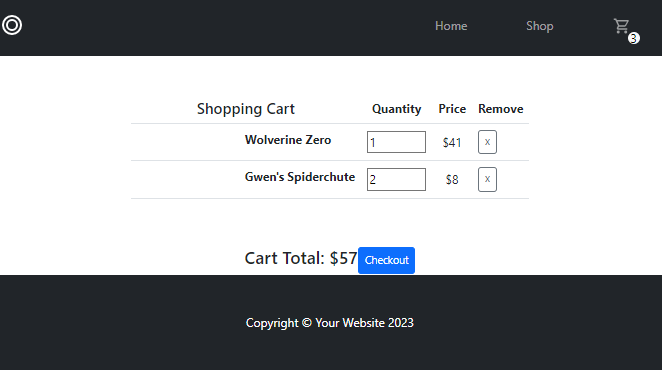 Home Shop 3
Shopping Cart Quantity Price Remove
Wolverine Zero 1 $41 x
Gwen's Spiderchute 2 $8 x
Cart Total: $57 Checkout
Copyright © Your Website 2023